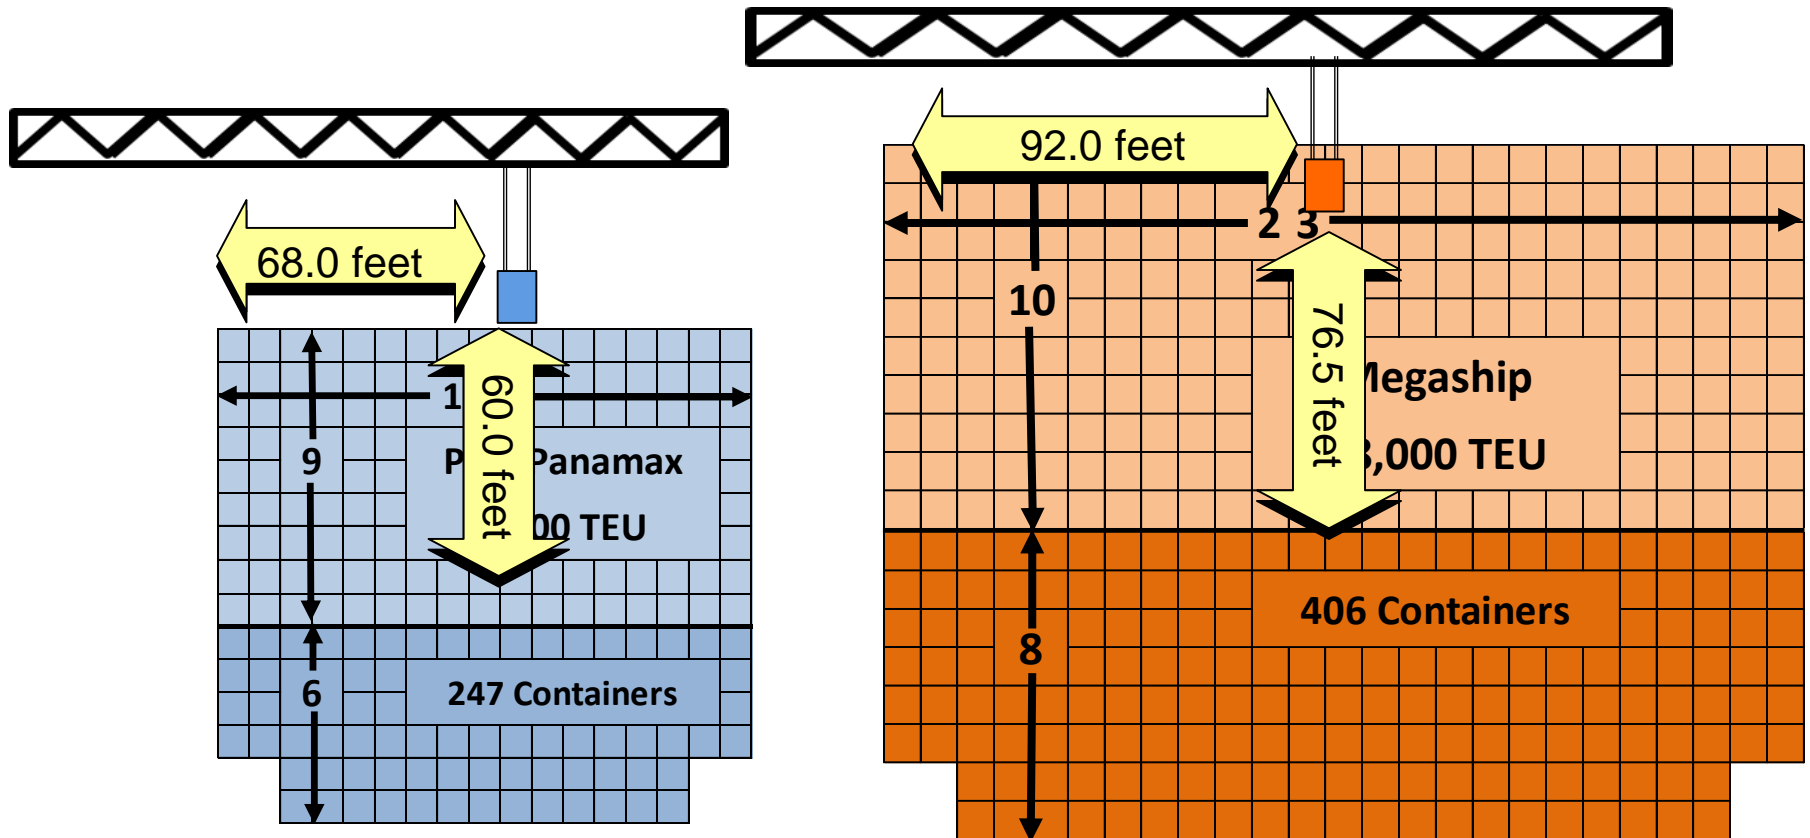 92.0 feet
2 3
68.0 feet
10
76.5 feet
1
60.0 feet
9
Panamax
00 TEU
Megaship
,000 TEU
406 Containers
8
6
247 Containers